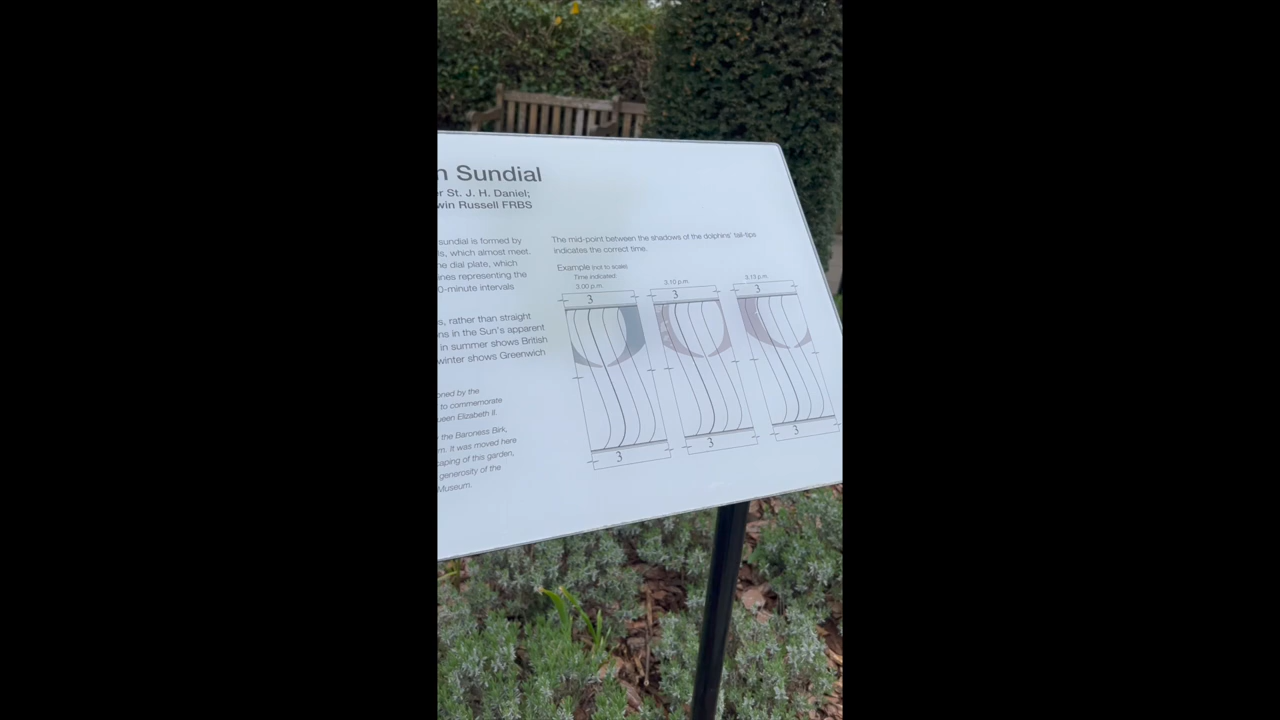 n Sundial
r St. J. H. Daniel;
win Russell FRBS
sundial is formed by
ls, which almost meet.
ne dial plate, which
ines representing the
0-minute intervals
s, rather than straight
ns in the Sun's apparent
in summer shows British
winter shows Greenwich
oned by the
to commemorate
ueen Elizabeth II.
the Baroness Birk,
m. It was moved here
caping of this garden,
generosity of the
Museum.
The mid-point between the shadows of the dolphins' tail-tips
indicates the correct time.
Example (not to scale)
Time indicated:
3.00 p.m.
3.10 p.m.
3.13 p.m.
3
3
3
3
3
3